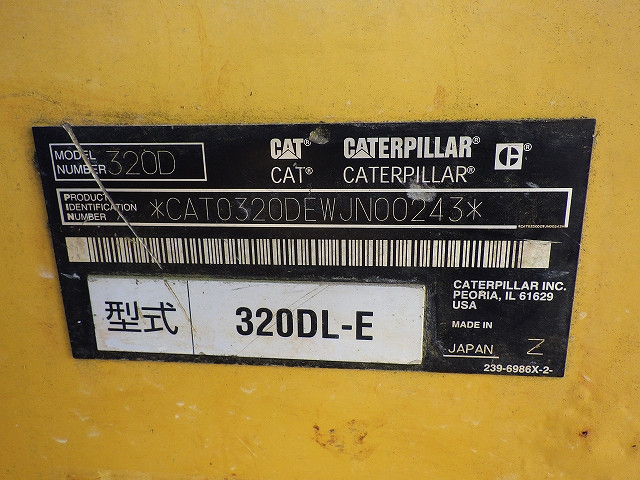 MODEL NUMBER 320D
CAT® CATERPILLAR® C
CAT® CATERPILLAR®
PRODUCT IDENTIFICATION NUMBER *CAT0320DEWJN00243*
*CAT0320DEWJN00243*
型式 320DL-E
CATERPILLAR INC.
PEORIA, IL 61629
USA
MADE IN
JAPAN Z
239-6986X-2-